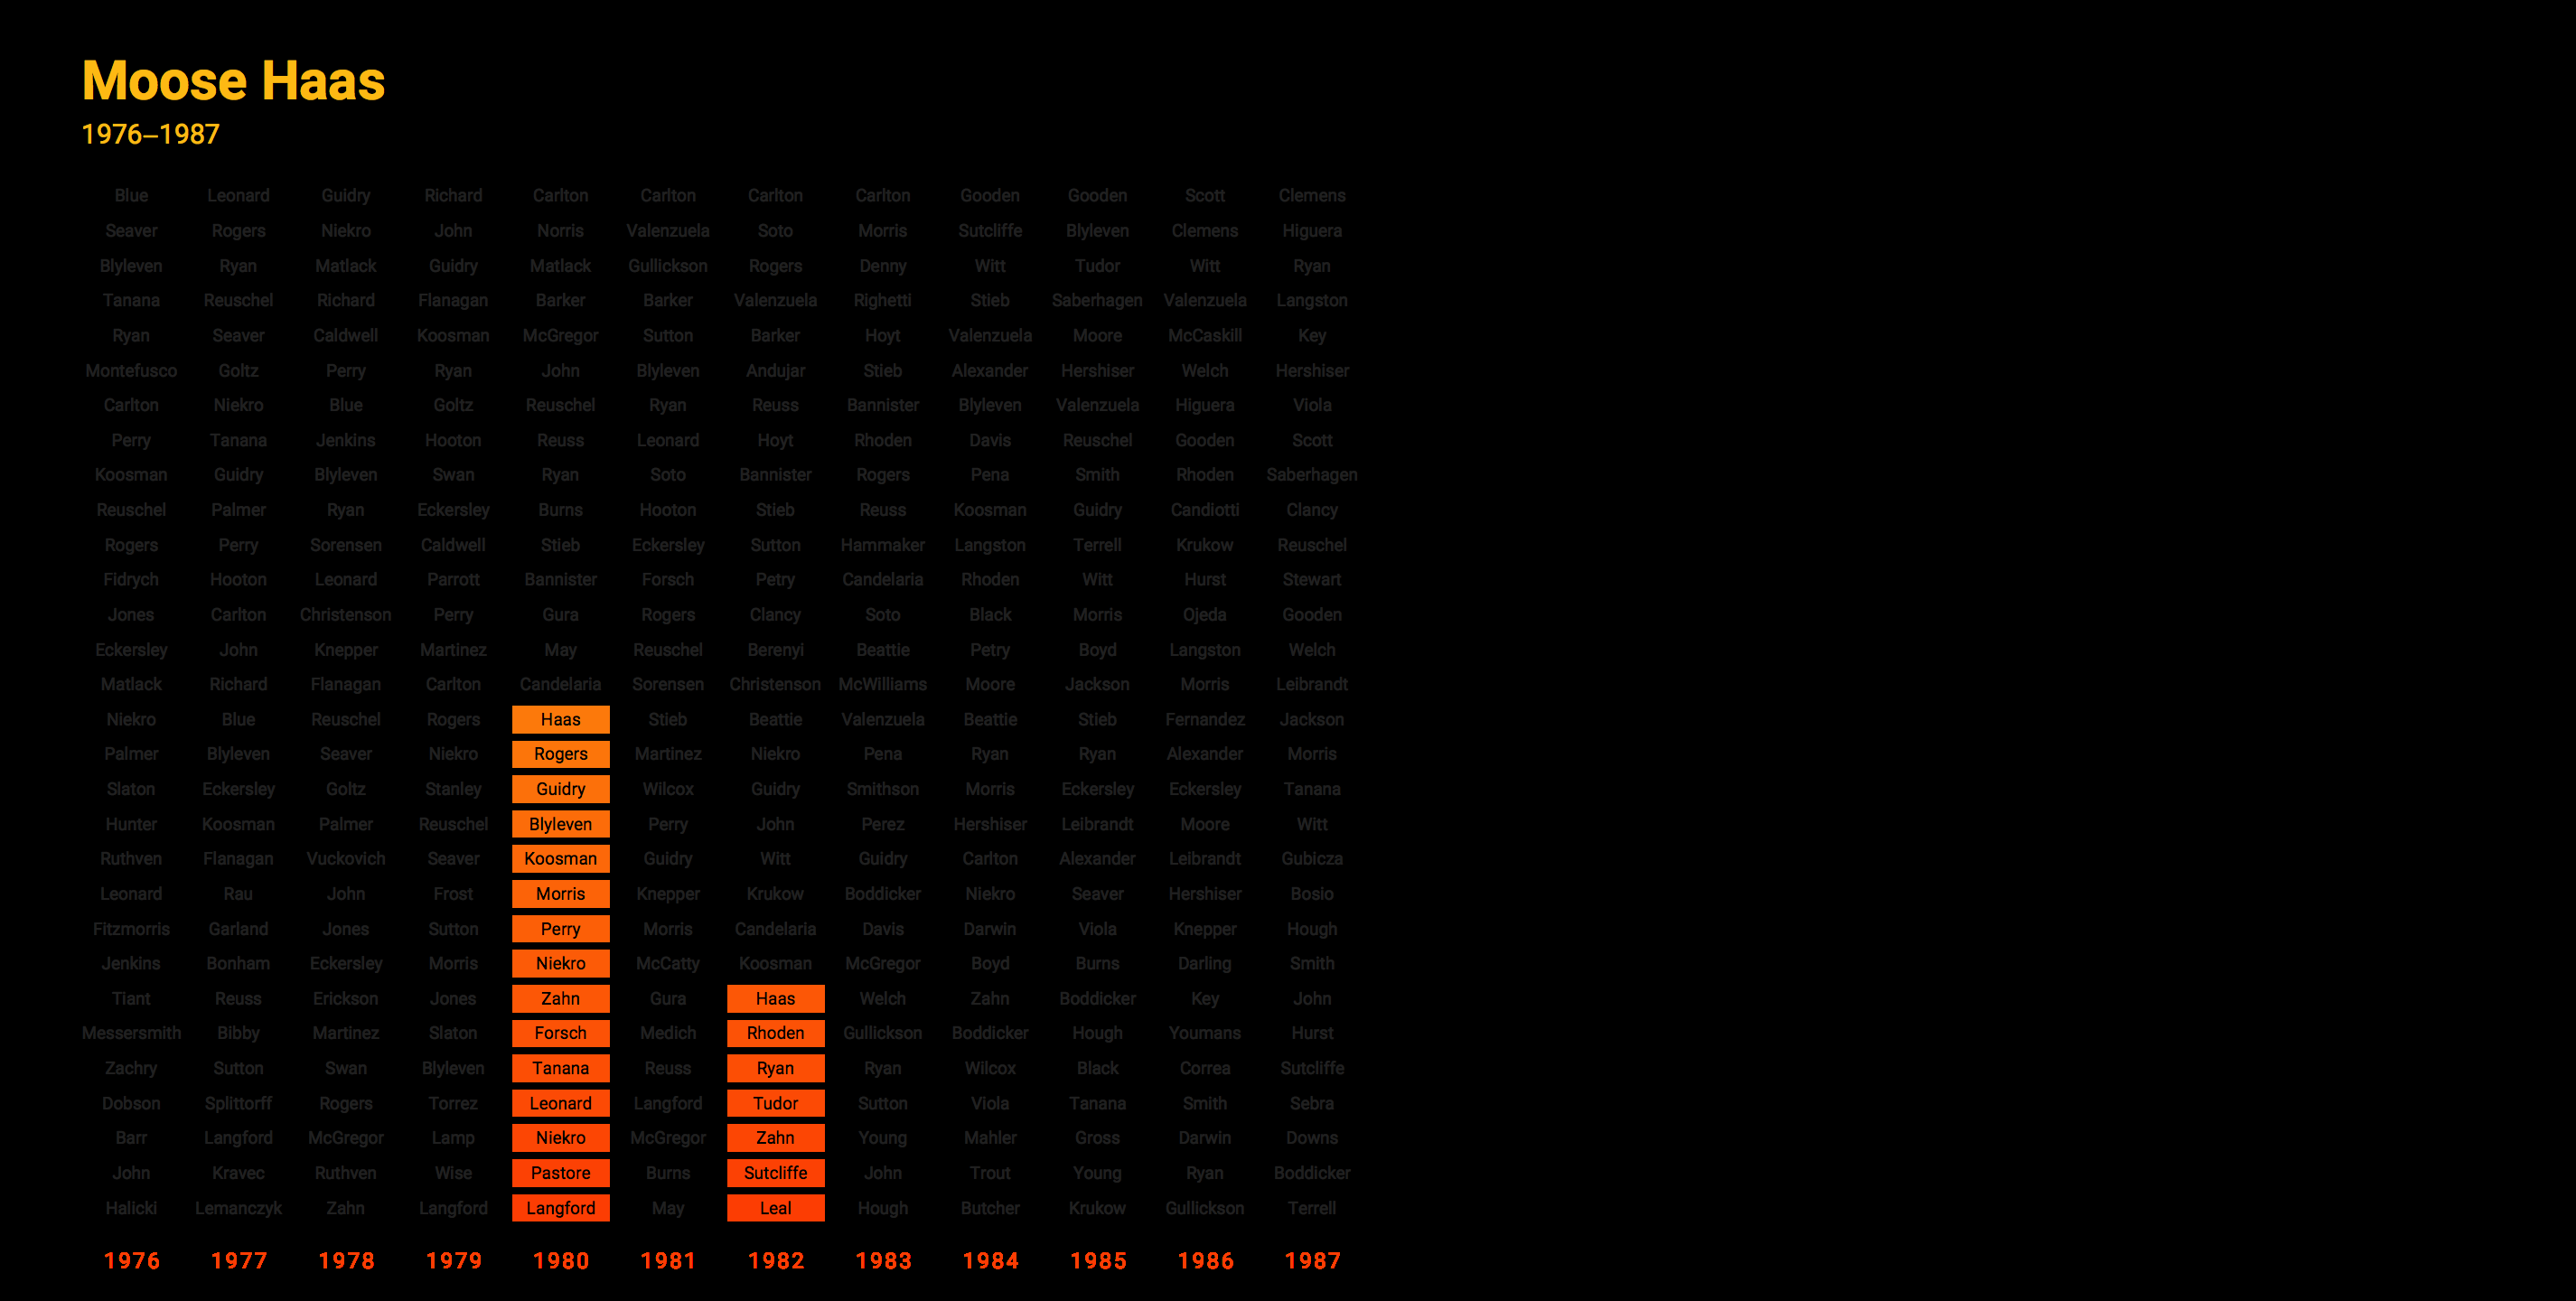 Moose Haas
1976–1987
Blue Leonard Guidry Richard Carlton Carlton Carlton Carlton Gooden Gooden Scott Clemens
Seaver Rogers Niekro John Norris Valenzuela Soto Morris Sutcliffe Blyleven Clemens Higuera
Blyleven Ryan Matlack Guidry Matlack Gullickson Rogers Denny Witt Tudor Witt Ryan
Tanana Reuschel Richard Flanagan Barker Barker Valenzuela Righetti Stieb Saberhagen Valenzuela Langston
Ryan Seaver Caldwell Koosman McGregor Sutton Barker Hoyt Valenzuela Moore McCaskill Key
Montefusco Goltz Perry Ryan John Blyleven Andujar Stieb Alexander Hershiser Welch Hershiser
Carlton Niekro Blue Goltz Reuschel Ryan Reuss Bannister Blyleven Valenzuela Higuera Viola
Perry Tanana Jenkins Hooton Reuss Leonard Hoyt Rhoden Davis Reuschel Gooden Scott
Koosman Guidry Blyleven Swan Ryan Soto Bannister Rogers Pena Smith Rhoden Saberhagen
Reuschel Palmer Ryan Eckersley Burns Hooton Stieb Reuss Koosman Guidry Candiotti Clancy
Rogers Perry Sorensen Caldwell Stieb Eckersley Sutton Hammaker Langston Terrell Krukow Reuschel
Fidrych Hooton Leonard Parrott Bannister Forsch Petry Candelaria Rhoden Witt Hurst Stewart
Jones Carlton Christenson Perry Gura Rogers Clancy Soto Black Morris Ojeda Gooden
Eckersley John Knepper Martinez May Reuschel Berenyi Beattie Petry Boyd Langston Welch
Matlack Richard Flanagan Carlton Candelaria Sorensen Christenson McWilliams Moore Jackson Morris Leibrandt
Niekro Blue Reuschel Rogers Haas Stieb Beattie Valenzuela Beattie Stieb Fernandez Jackson
Palmer Blyleven Seaver Niekro Rogers Martinez Niekro Pena Ryan Ryan Alexander Morris
Slaton Eckersley Goltz Stanley Guidry Wilcox Guidry Smithson Morris Eckersley Eckersley Tanana
Hunter Koosman Palmer Reuschel Blyleven Perry John Perez Hershiser Leibrandt Moore Witt
Ruthven Flanagan Vuckovich Seaver Koosman Guidry Witt Guidry Carlton Alexander Leibrandt Gubicza
Leonard Rau John Frost Morris Knepper Krukow Boddicker Niekro Seaver Hershiser Bosio
Fitzmorris Garland Jones Sutton Perry Morris Candelaria Davis Darwin Viola Knepper Hough
Jenkins Bonham Eckersley Morris Niekro McCatty Koosman McGregor Boyd Burns Darling Smith
Tiant Reuss Erickson Jones Zahn Gura Haas Welch Zahn Boddicker Key John
Messersmith Bibby Martinez Slaton Forsch Medich Rhoden Gullickson Boddicker Hough Youmans Hurst
Zachry Sutton Swan Blyleven Tanana Reuss Ryan Ryan Wilcox Black Correa Sutcliffe
Dobson Splittorff Rogers Torrez Leonard Langford Tudor Sutton Viola Tanana Smith Sebra
Barr Langford McGregor Lamp Niekro McGregor Zahn Young Mahler Gross Darwin Downs
John Kravec Ruthven Wise Pastore Burns Sutcliffe John Trout Young Ryan Boddicker
Halicki Lemanczyk Zahn Langford Langford May Leal Hough Butcher Krukow Gullickson Terrell
1976 1977 1978 1979 1980 1981 1982 1983 1984 1985 1986 1987